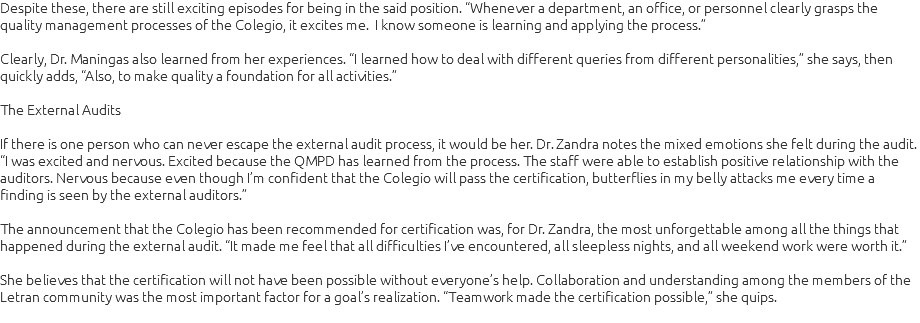 Despite these, there are still exciting episodes for being in the said position. “Whenever a department, an office, or personnel clearly grasps the
quality management processes of the Colegio, it excites me.  I know someone is learning and applying the process.”
Clearly, Dr. Maningas also learned from her experiences. “I learned how to deal with different queries from different personalities,” she says, then
quickly adds, “Also, to make quality a foundation for all activities.”
The External Audits
If there is one person who can never escape the external audit process, it would be her. Dr. Zandra notes the mixed emotions she felt during the audit.
“I was excited and nervous. Excited because the QMPD has learned from the process. The staff were able to establish positive relationship with the
auditors. Nervous because even though I’m confident that the Colegio will pass the certification, butterflies in my belly attacks me every time a
finding is seen by the external auditors.”
The announcement that the Colegio has been recommended for certification was, for Dr. Zandra, the most unforgettable among all the things that
happened during the external audit. “It made me feel that all difficulties I’ve encountered, all sleepless nights, and all weekend work were worth it.”
She believes that the certification will not have been possible without everyone’s help. Collaboration and understanding among the members of the
Letran community was the most important factor for a goal’s realization. “Teamwork made the certification possible,” she quips.